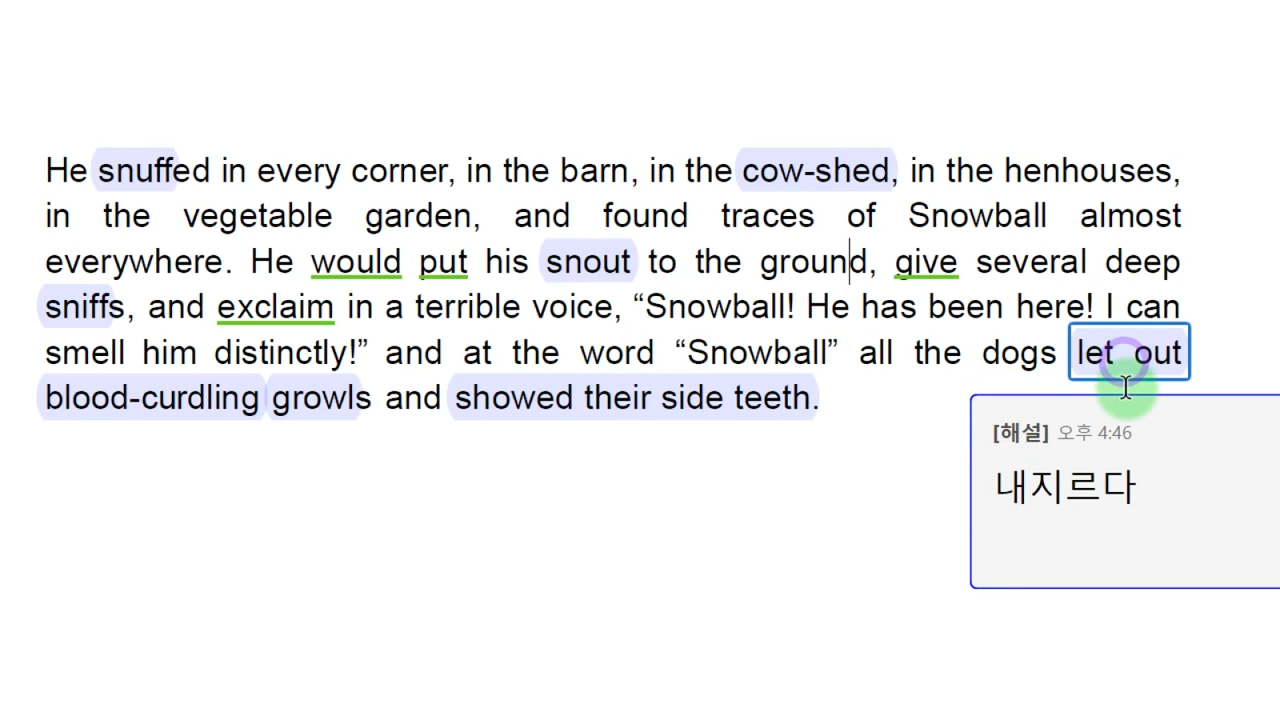 He snuffed in every corner, in the barn, in the cow-shed, in the henhouses,
in the vegetable garden, and found traces of Snowball almost
everywhere. He would put his snout to the ground, give several deep
sniffs, and exclaim in a terrible voice, “Snowball! He has been here! I can
smell him distinctly!” and at the word “Snowball” all the dogs let out
blood-curdling growls and showed their side teeth.
[해설] 오후 4:46
내지르다